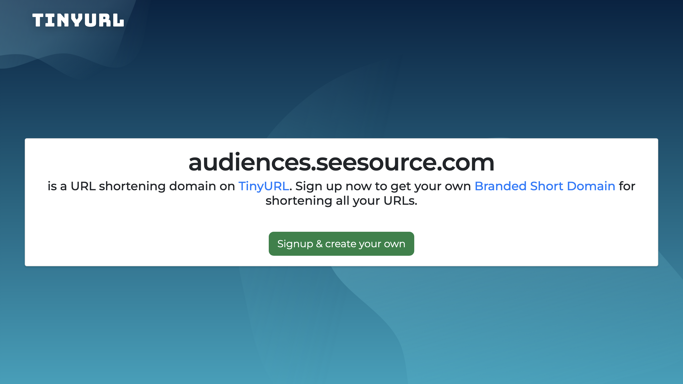 TINYURL
audiences.seesource.com
is a URL shortening domain on TinyURL. Sign up now to get your own Branded Short Domain for
shortening all your URLs.
Signup & create your own